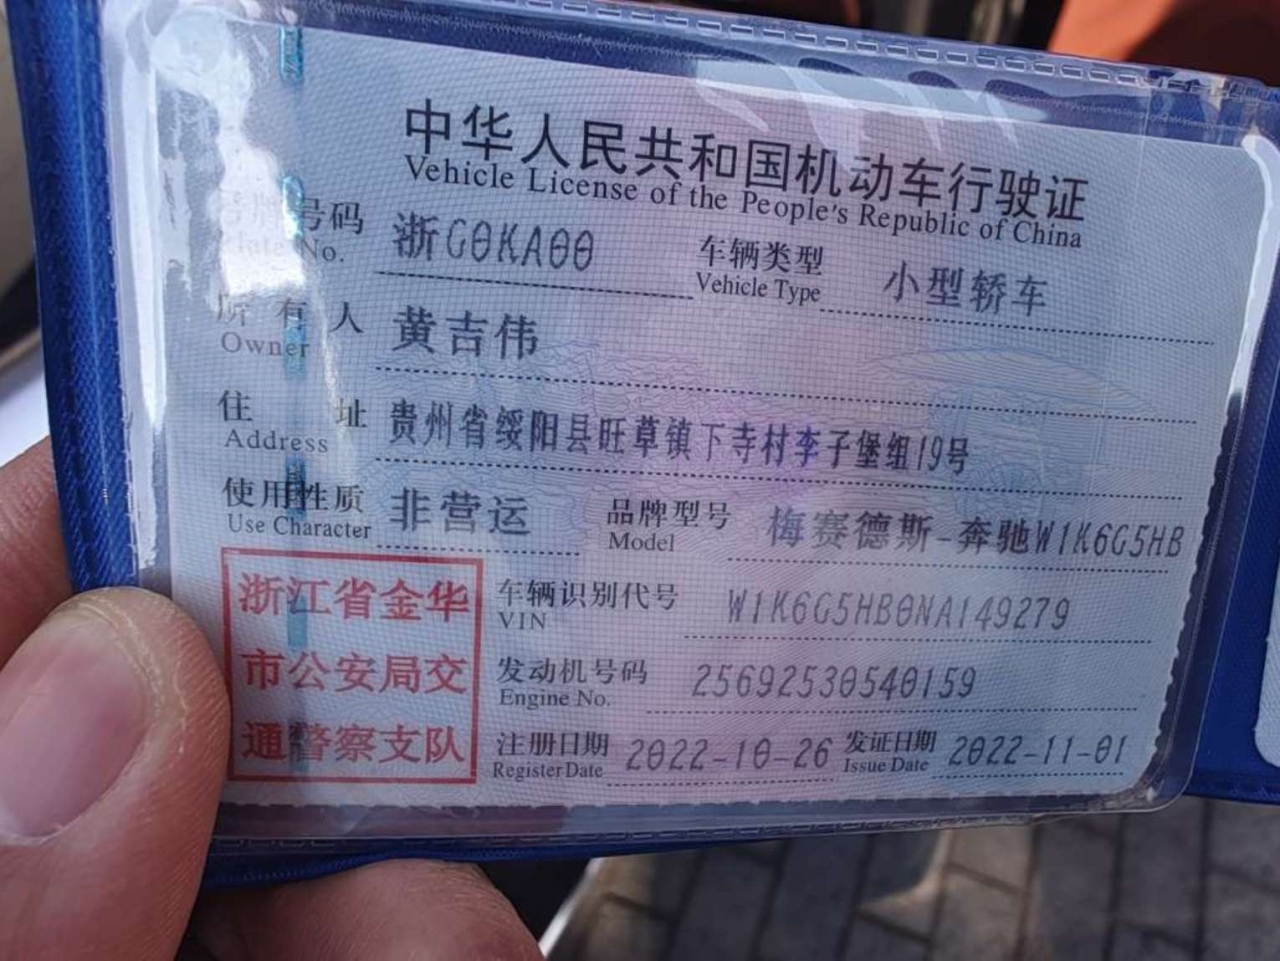 中华人民共和国机动车行驶证
Vehicle License of the People's Republic of China
号牌号码 浙G0KA00 车辆类型 小型轿车
Plate No. Vehicle Type
所有人 黄吉伟
Owner
住址 贵州省绥阳县旺草镇下寺村李子堡组19号
Address
使用性质 非营运 品牌型号 梅赛德斯-奔驰W1K6G5HB
Use Character Model
浙江省金华
市公安局交
通警察支队
车辆识别代号 W1K6G5HB0NA149279
VIN
发动机号码 25692530540159
Engine No.
注册日期 2022-10-26 发证日期 2022-11-01
Register Date Issue Date